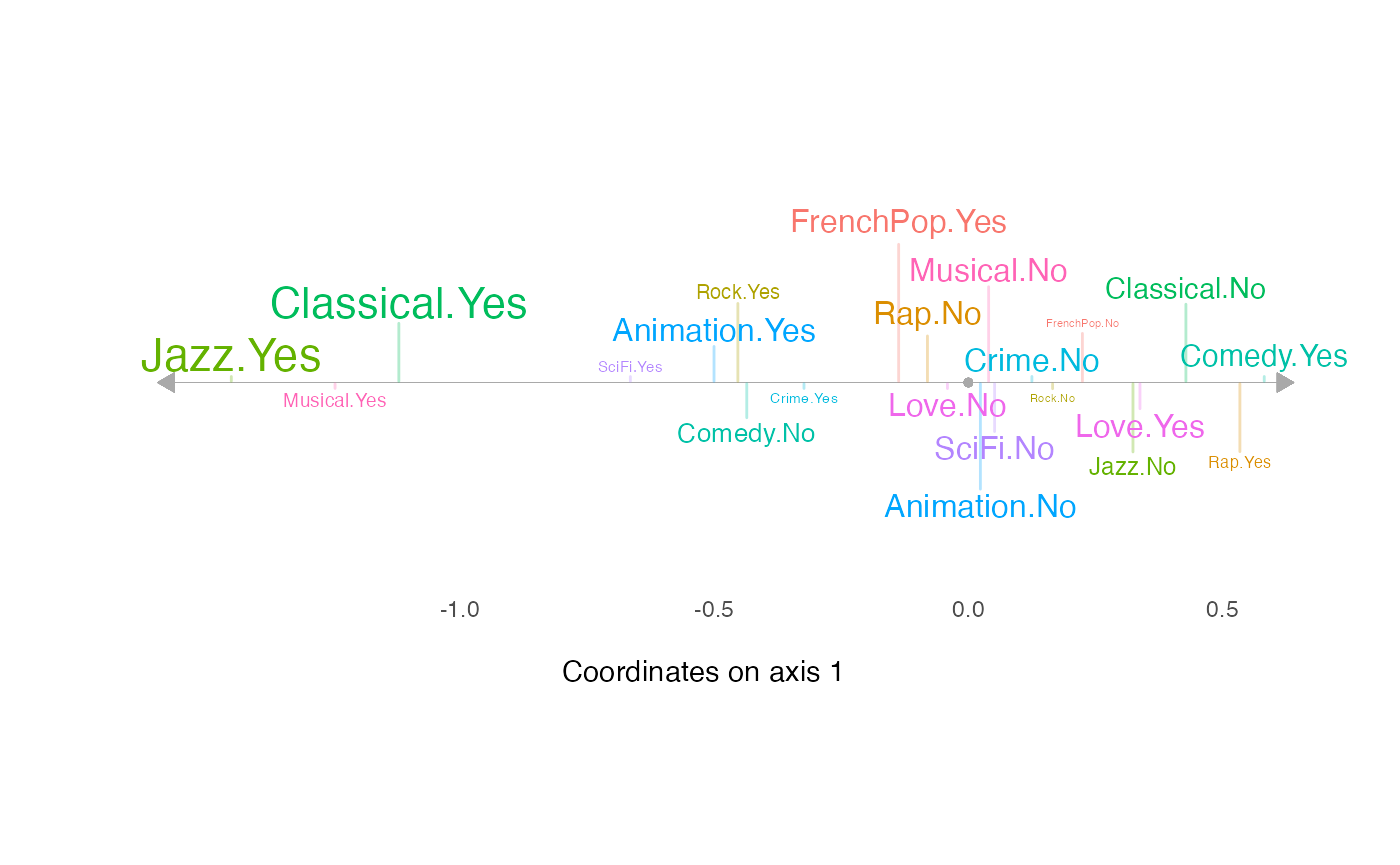 FrenchPop.Yes
Musical.No
Rock.Yes
Classical.No
Classical.Yes
Rap.No
FrenchPop.No
Animation.Yes
Jazz.Yes
SciFi.Yes
Crime.No
Comedy.Yes
Musical.Yes
Crime.Yes
Love.No
Rock.No
Comedy.No
Love.Yes
SciFi.No
Jazz.No
Rap.Yes
Animation.No
-1.0 -0.5 0.0 0.5
Coordinates on axis 1